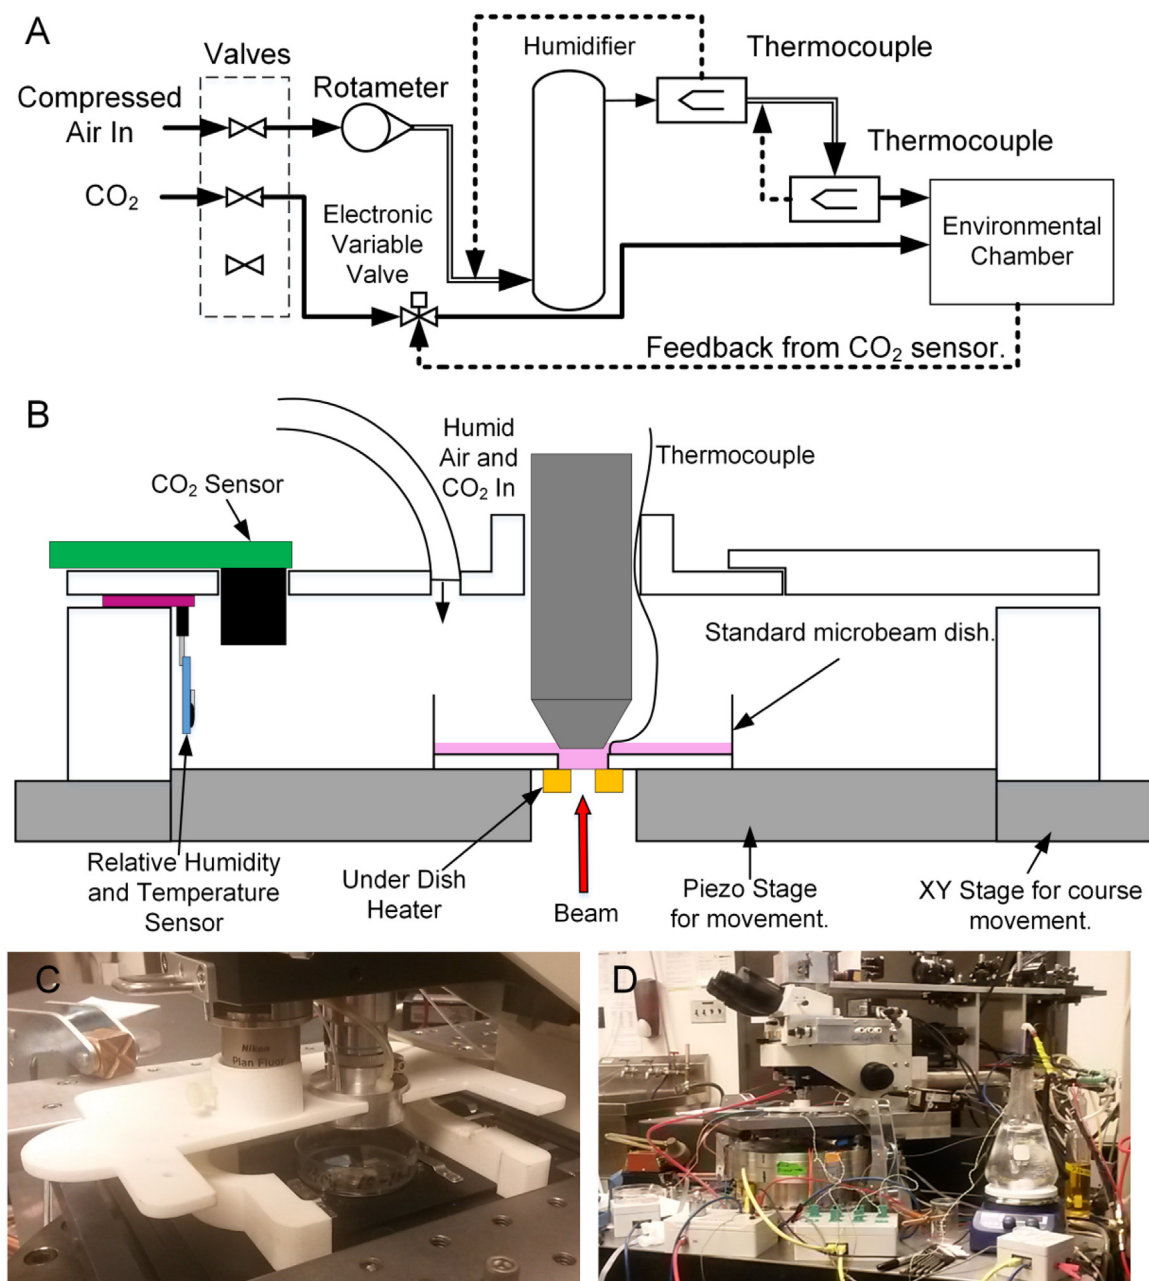 A
Valves
Compressed
Air In
Rotameter
Humidifier
Thermocouple
Thermocouple
CO₂
Electronic
Variable
Valve
Environmental
Chamber
Feedback from CO₂ sensor.
B
Humid
Air and
CO₂ In
Thermocouple
CO₂ Sensor
Standard microbeam dish.
Relative Humidity
and Temperature
Sensor
Under Dish
Heater
Beam
Piezo Stage
for movement.
XY Stage for course
movement.
C
Nikon
Plan Fluor
D